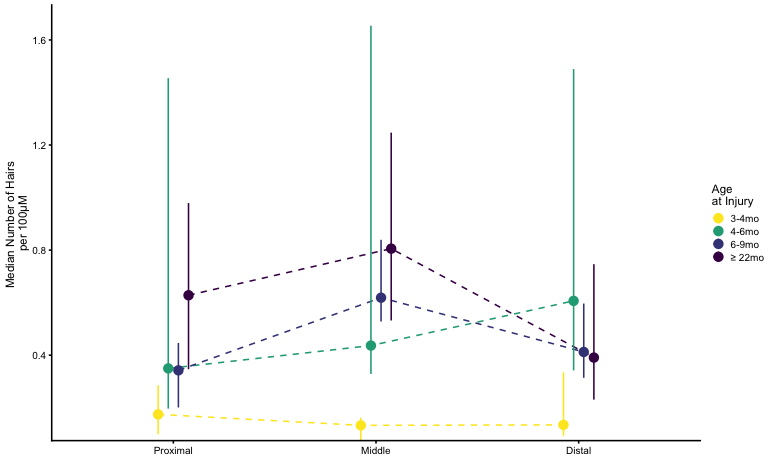 Median Number of Hairs
per 100µM
1.6
1.2
0.8
0.4
Proximal
Middle
Distal
Age
at Injury
3-4mo
4-6mo
6-9mo
≥ 22mo